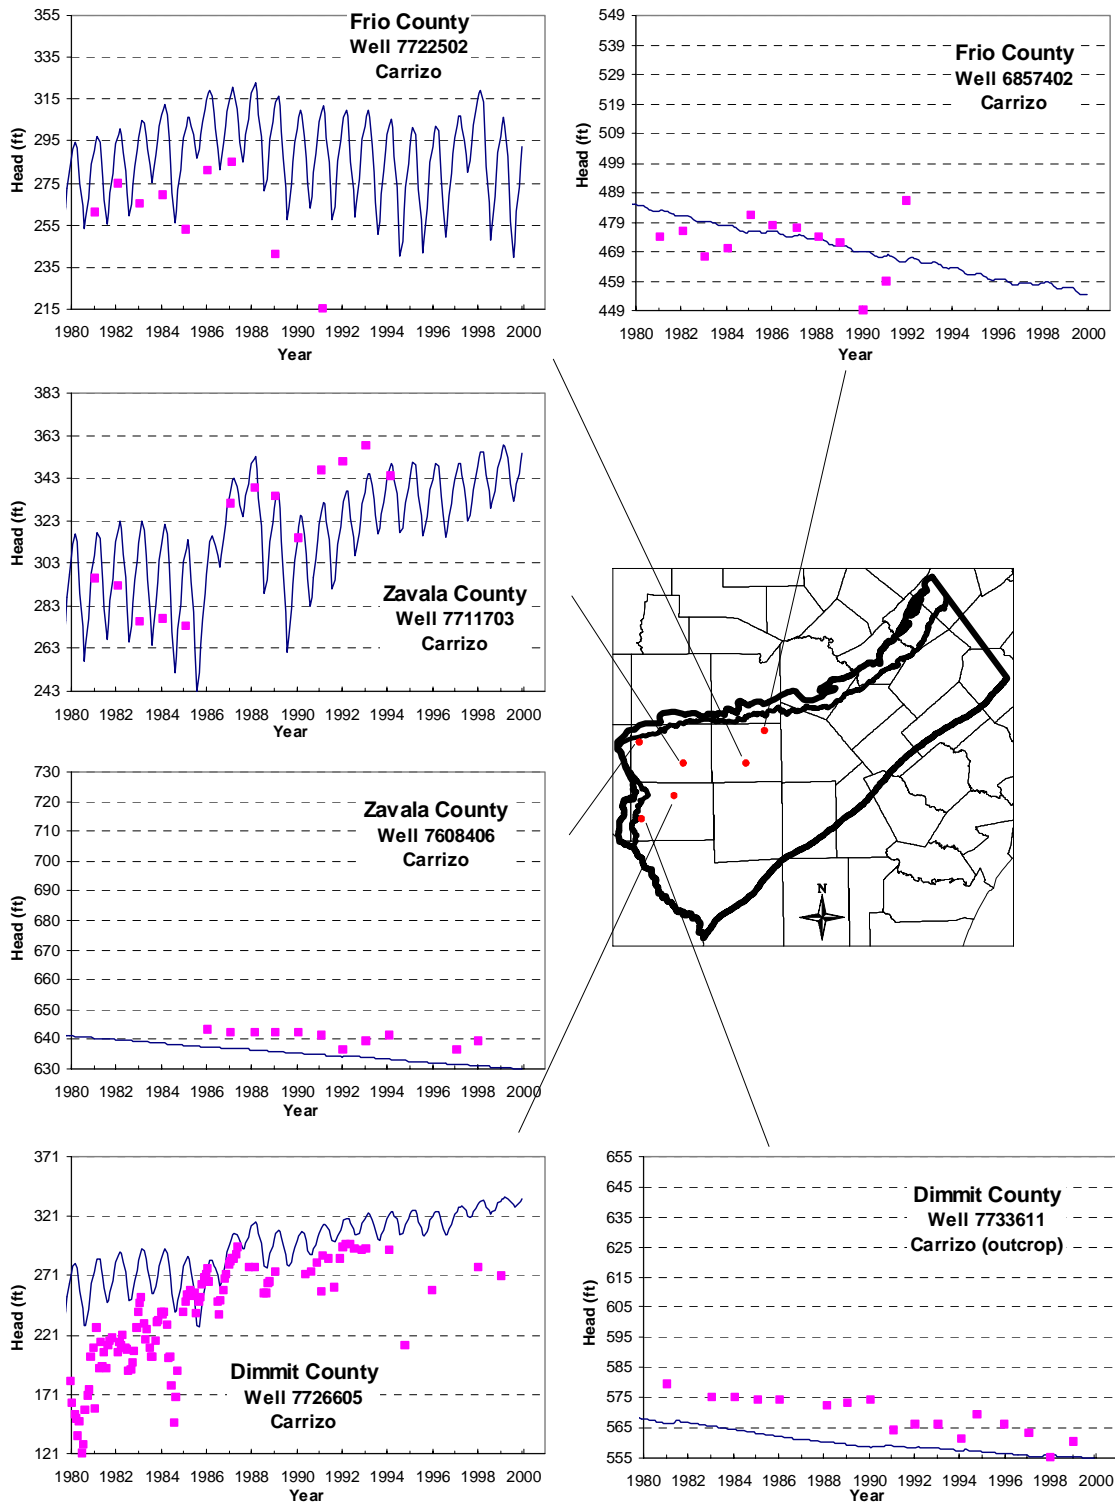 Frio County
Well 7722502
Carrizo
Head (ft)
355
335
315
295
275
255
235
215
1980 1982 1984 1986 1988 1990 1992 1994 1996 1998 2000
Year
Frio County
Well 6857402
Carrizo
Head (ft)
549
539
529
519
509
499
489
479
469
459
449
1980 1982 1984 1986 1988 1990 1992 1994 1996 1998 2000
Year
Zavala County
Well 7711703
Carrizo
Head (ft)
383
363
343
323
303
283
263
243
1980 1982 1984 1986 1988 1990 1992 1994 1996 1998 2000
Year
N
Zavala County
Well 7608406
Carrizo
Head (ft)
730
720
710
700
690
680
670
660
650
640
630
1980 1982 1984 1986 1988 1990 1992 1994 1996 1998 2000
Year
Dimmit County
Well 7726605
Carrizo
Head (ft)
371
321
271
221
171
121
1980 1982 1984 1986 1988 1990 1992 1994 1996 1998 2000
Year
Dimmit County
Well 7733611
Carrizo (outcrop)
Head (ft)
655
645
635
625
615
605
595
585
575
565
555
1980 1982 1984 1986 1988 1990 1992 1994 1996 1998 2000
Year